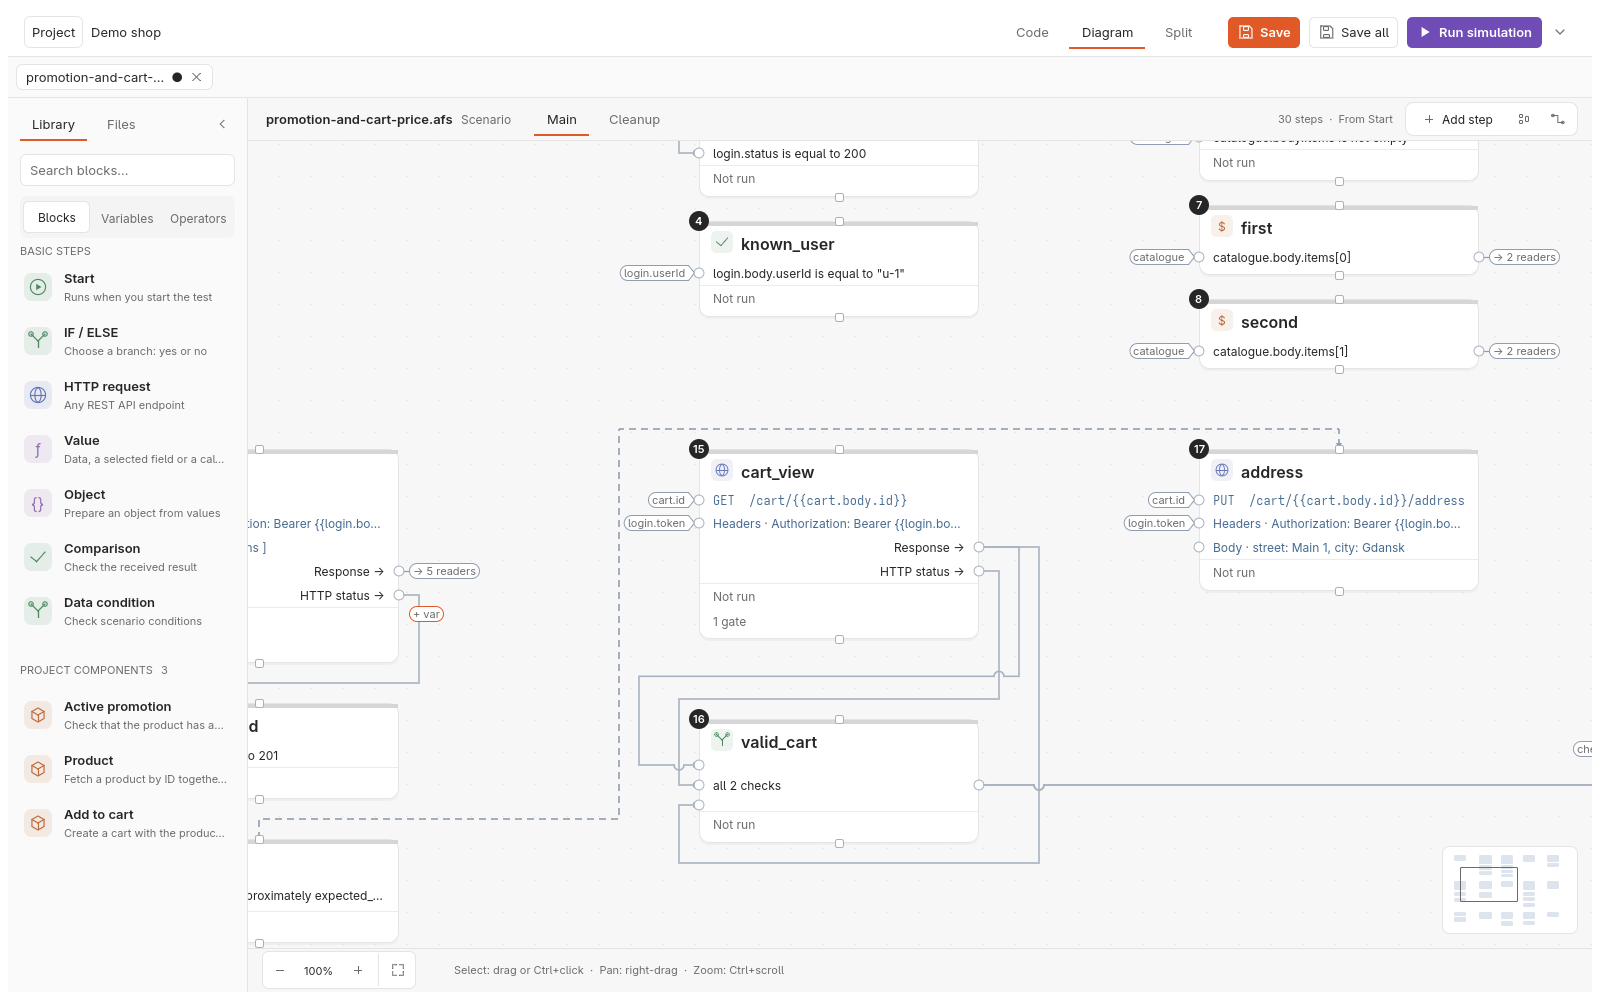 Project Demo shop
Code Diagram Split Save Save all Run simulation
promotion-and-cart-...
Library Files
promotion-and-cart-price.afs Scenario Main Cleanup
30 steps · From Start Add step
Search blocks...
Blocks Variables Operators
BASIC STEPS
Start
Runs when you start the test
IF / ELSE
Choose a branch: yes or no
HTTP request
Any REST API endpoint
Value
Data, a selected field or a cal...
Object
Prepare an object from values
Comparison
Check the received result
Data condition
Check scenario conditions
PROJECT COMPONENTS 3
Active promotion
Check that the product has a...
Product
Fetch a product by ID togethe...
Add to cart
Create a cart with the produc...
login.status is equal to 200
Not run
4
known_user
login.userId
login.body.userId is equal to "u-1"
Not run
catalogue.body.items is not empty
Not run
7
$ first
catalogue
catalogue.body.items[0]
→ 2 readers
8
$ second
catalogue
catalogue.body.items[1]
→ 2 readers
tion: Bearer {{login.bo...
ns ]
Response →
→ 5 readers
HTTP status →
+ var
d
o 201
proximately expected_...
15
cart_view
cart.id
GET /cart/{{cart.body.id}}
login.token
Headers · Authorization: Bearer {{login.bo...
Response →
HTTP status →
Not run
1 gate
16
valid_cart
all 2 checks
Not run
17
address
cart.id
PUT /cart/{{cart.body.id}}/address
login.token
Headers · Authorization: Bearer {{login.bo...
Body · street: Main 1, city: Gdansk
Not run
che
− 100% +
Select: drag or Ctrl+click · Pan: right-drag · Zoom: Ctrl+scroll